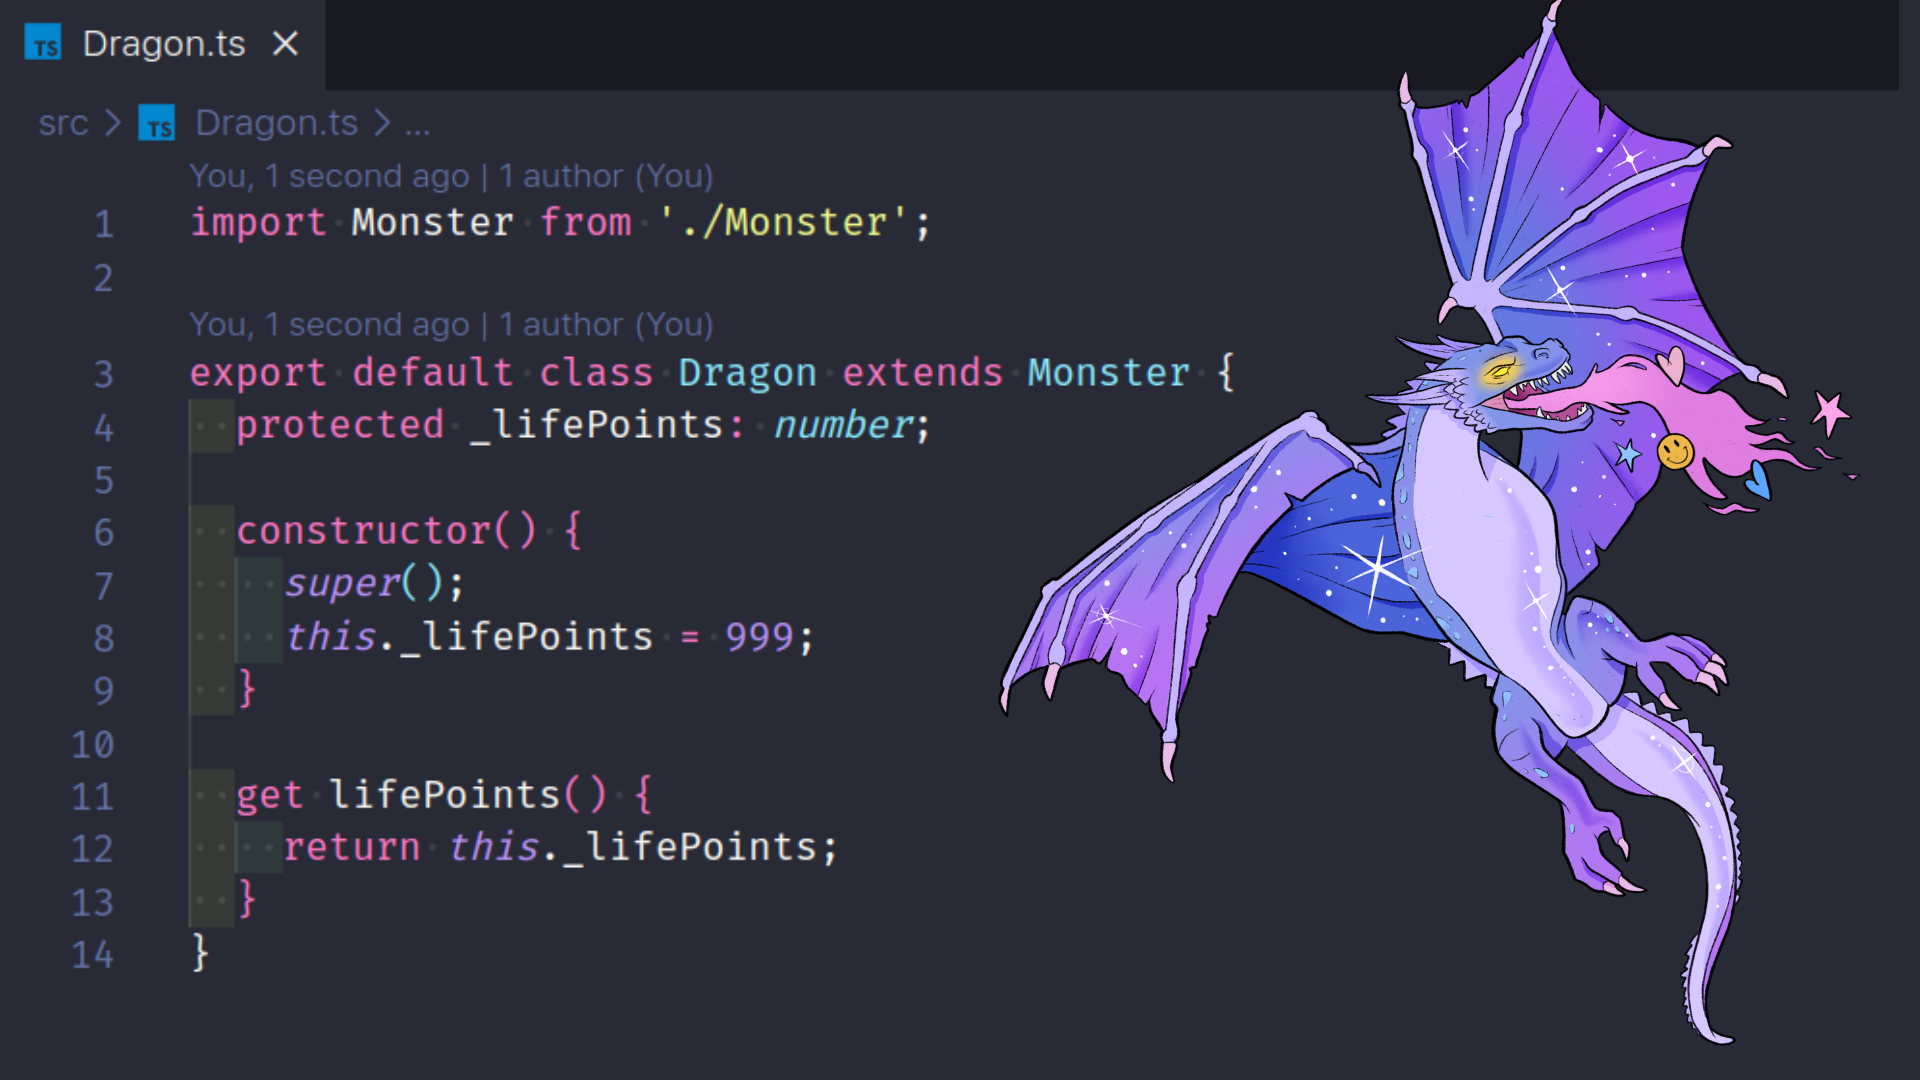 TS Dragon.ts ×
src > TS Dragon.ts > ...
You, 1 second ago | 1 author (You)
1 import Monster from './Monster';
2
You, 1 second ago | 1 author (You)
3 export default class Dragon extends Monster {
4   protected _lifePoints: number;
5
6   constructor() {
7     super();
8     this._lifePoints = 999;
9   }
10
11   get lifePoints() {
12     return this._lifePoints;
13   }
14 }